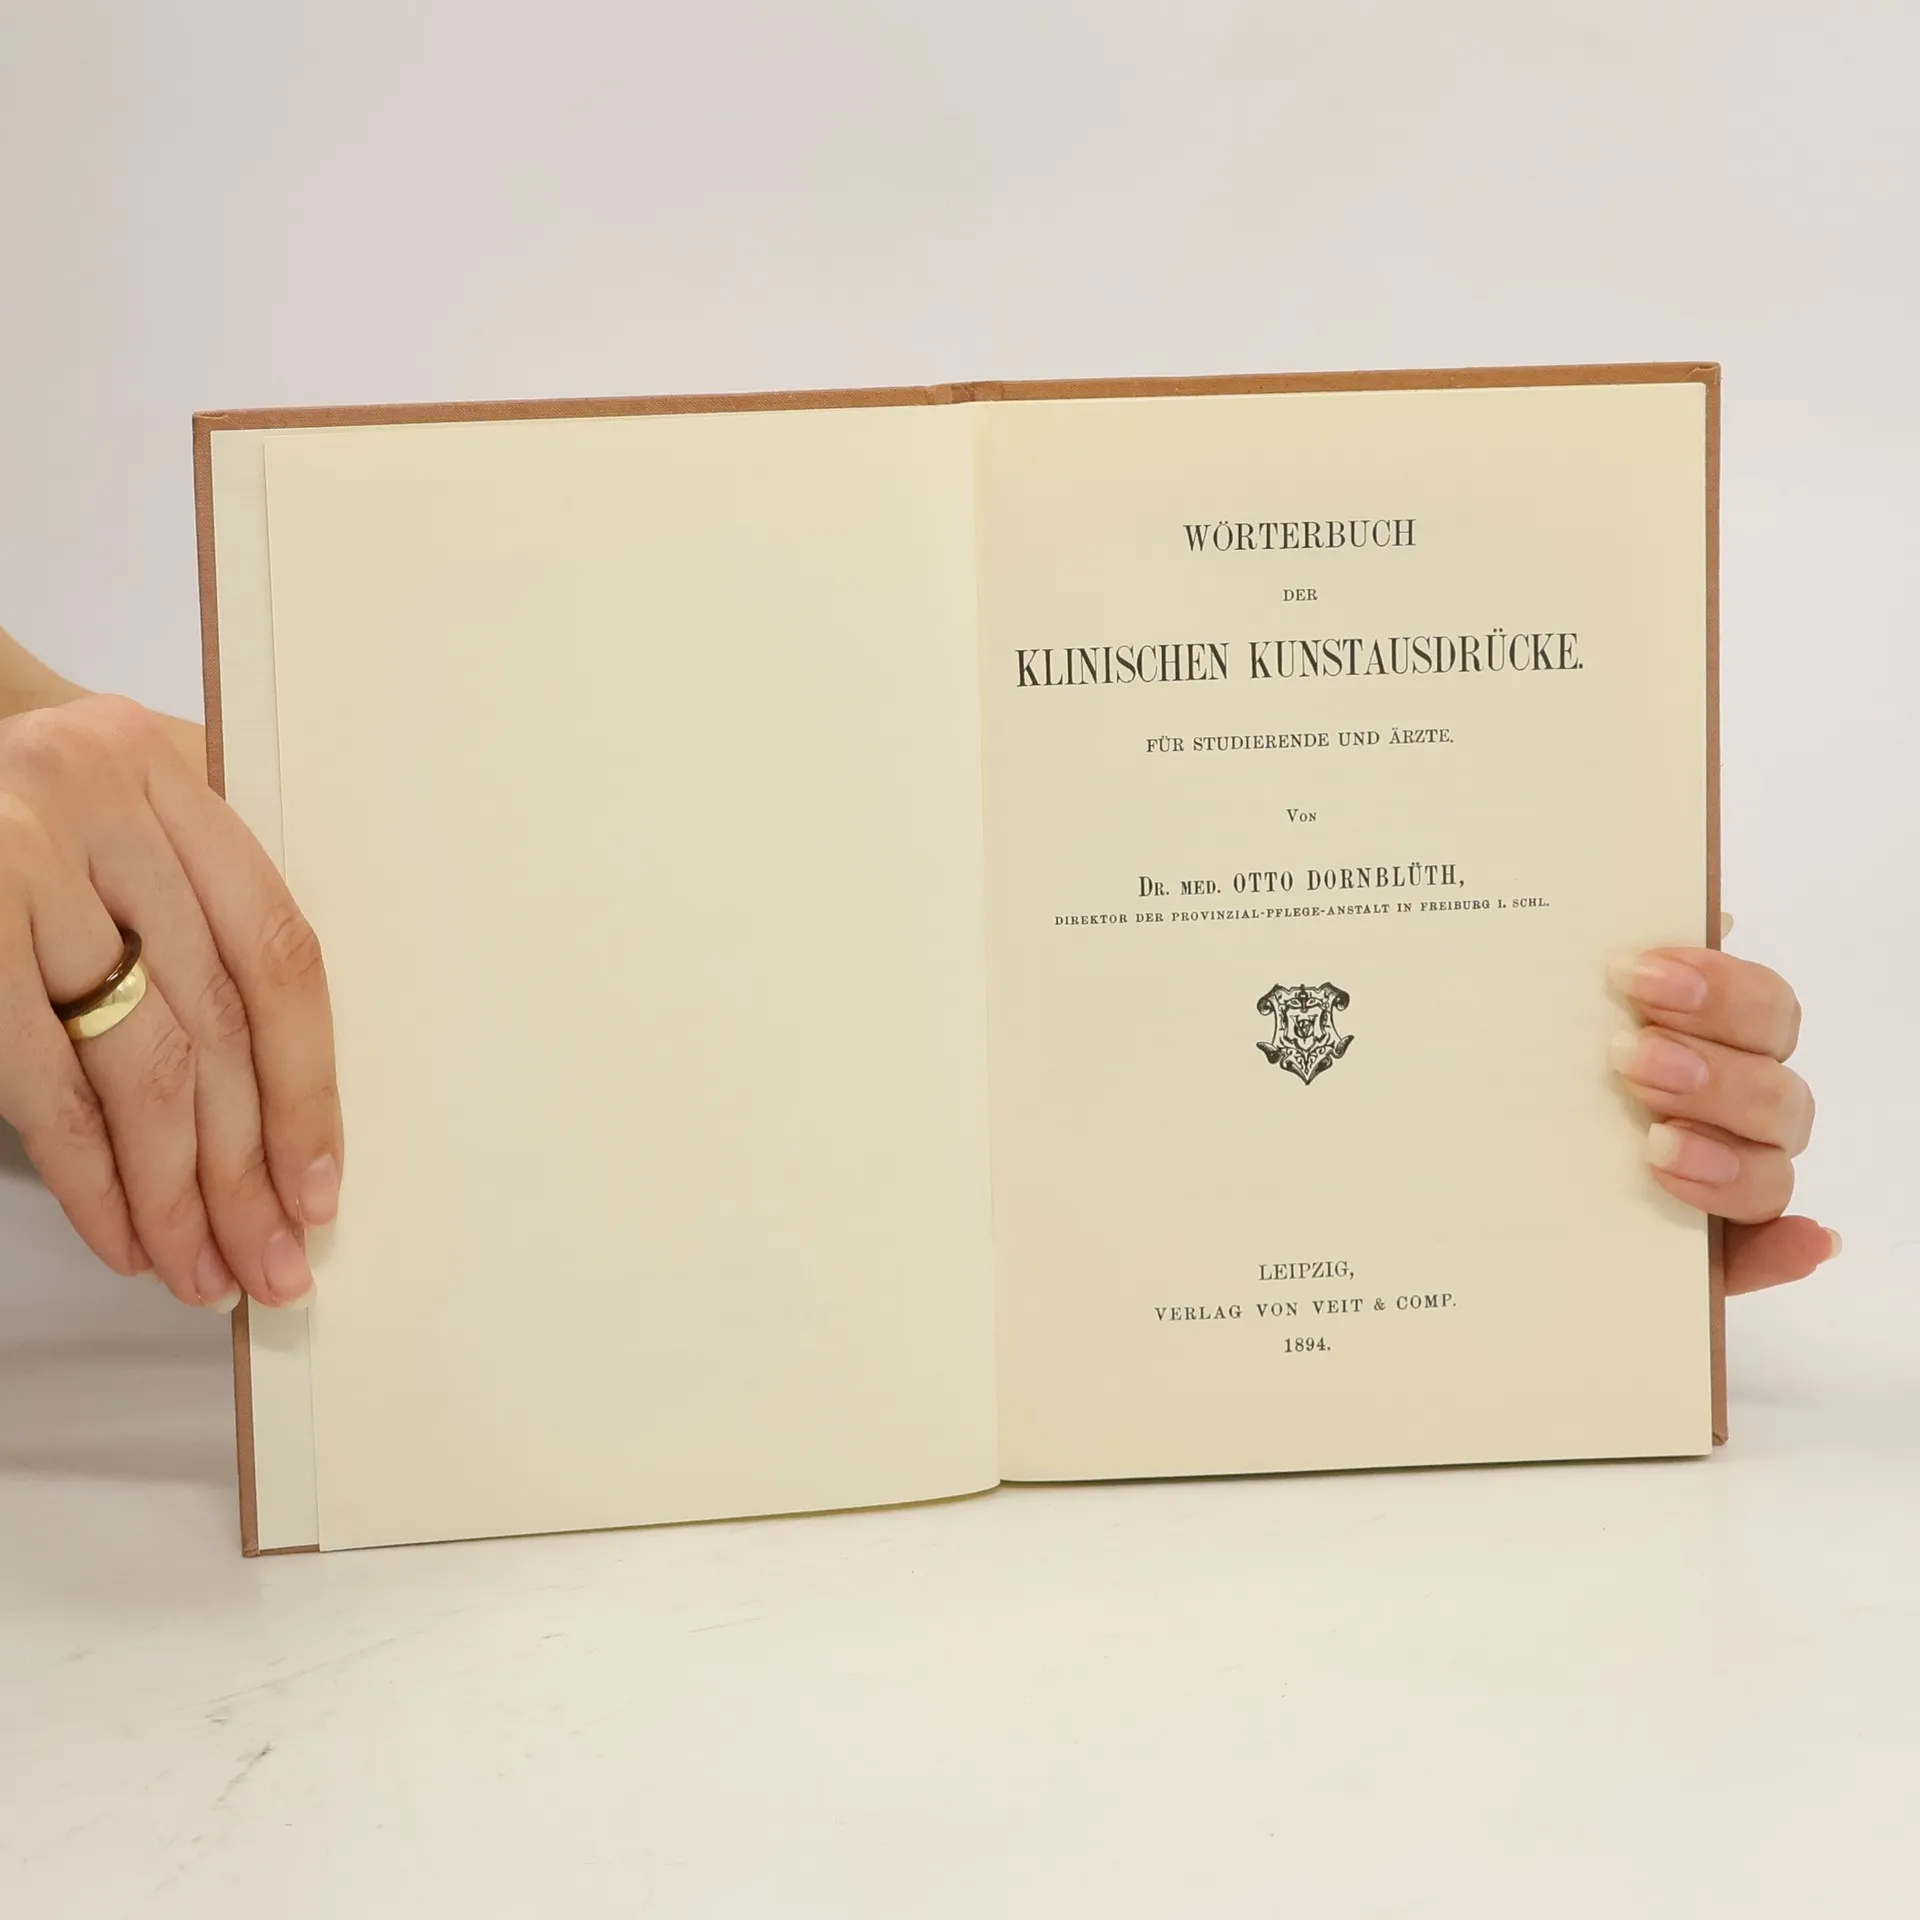 WÖRTERBUCH
DER
KLINISCHEN KUNSTAUSDRÜCKE.
FÜR STUDIERENDE UND ÄRZTE.
VON
DR. MED. OTTO DORNBLÜTH,
DIREKTOR DER PROVINZIAL-PFLEGE-ANSTALT IN FREIBURG I. SCHL.
LEIPZIG,
VERLAG VON VEIT & COMP.
1894.